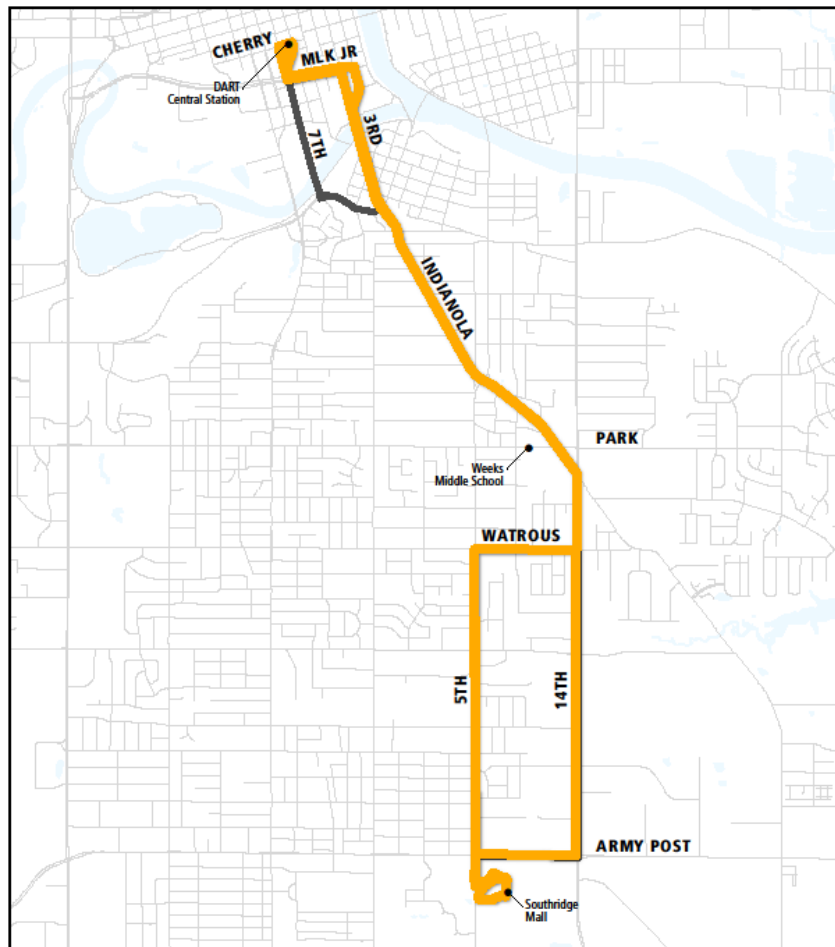 CHERRY
MLK JR
DART
Central Station
7TH
3RD
INDIANOLA
PARK
Weeks
Middle School
WATROUS
5TH
14TH
ARMY POST
Southridge
Mall